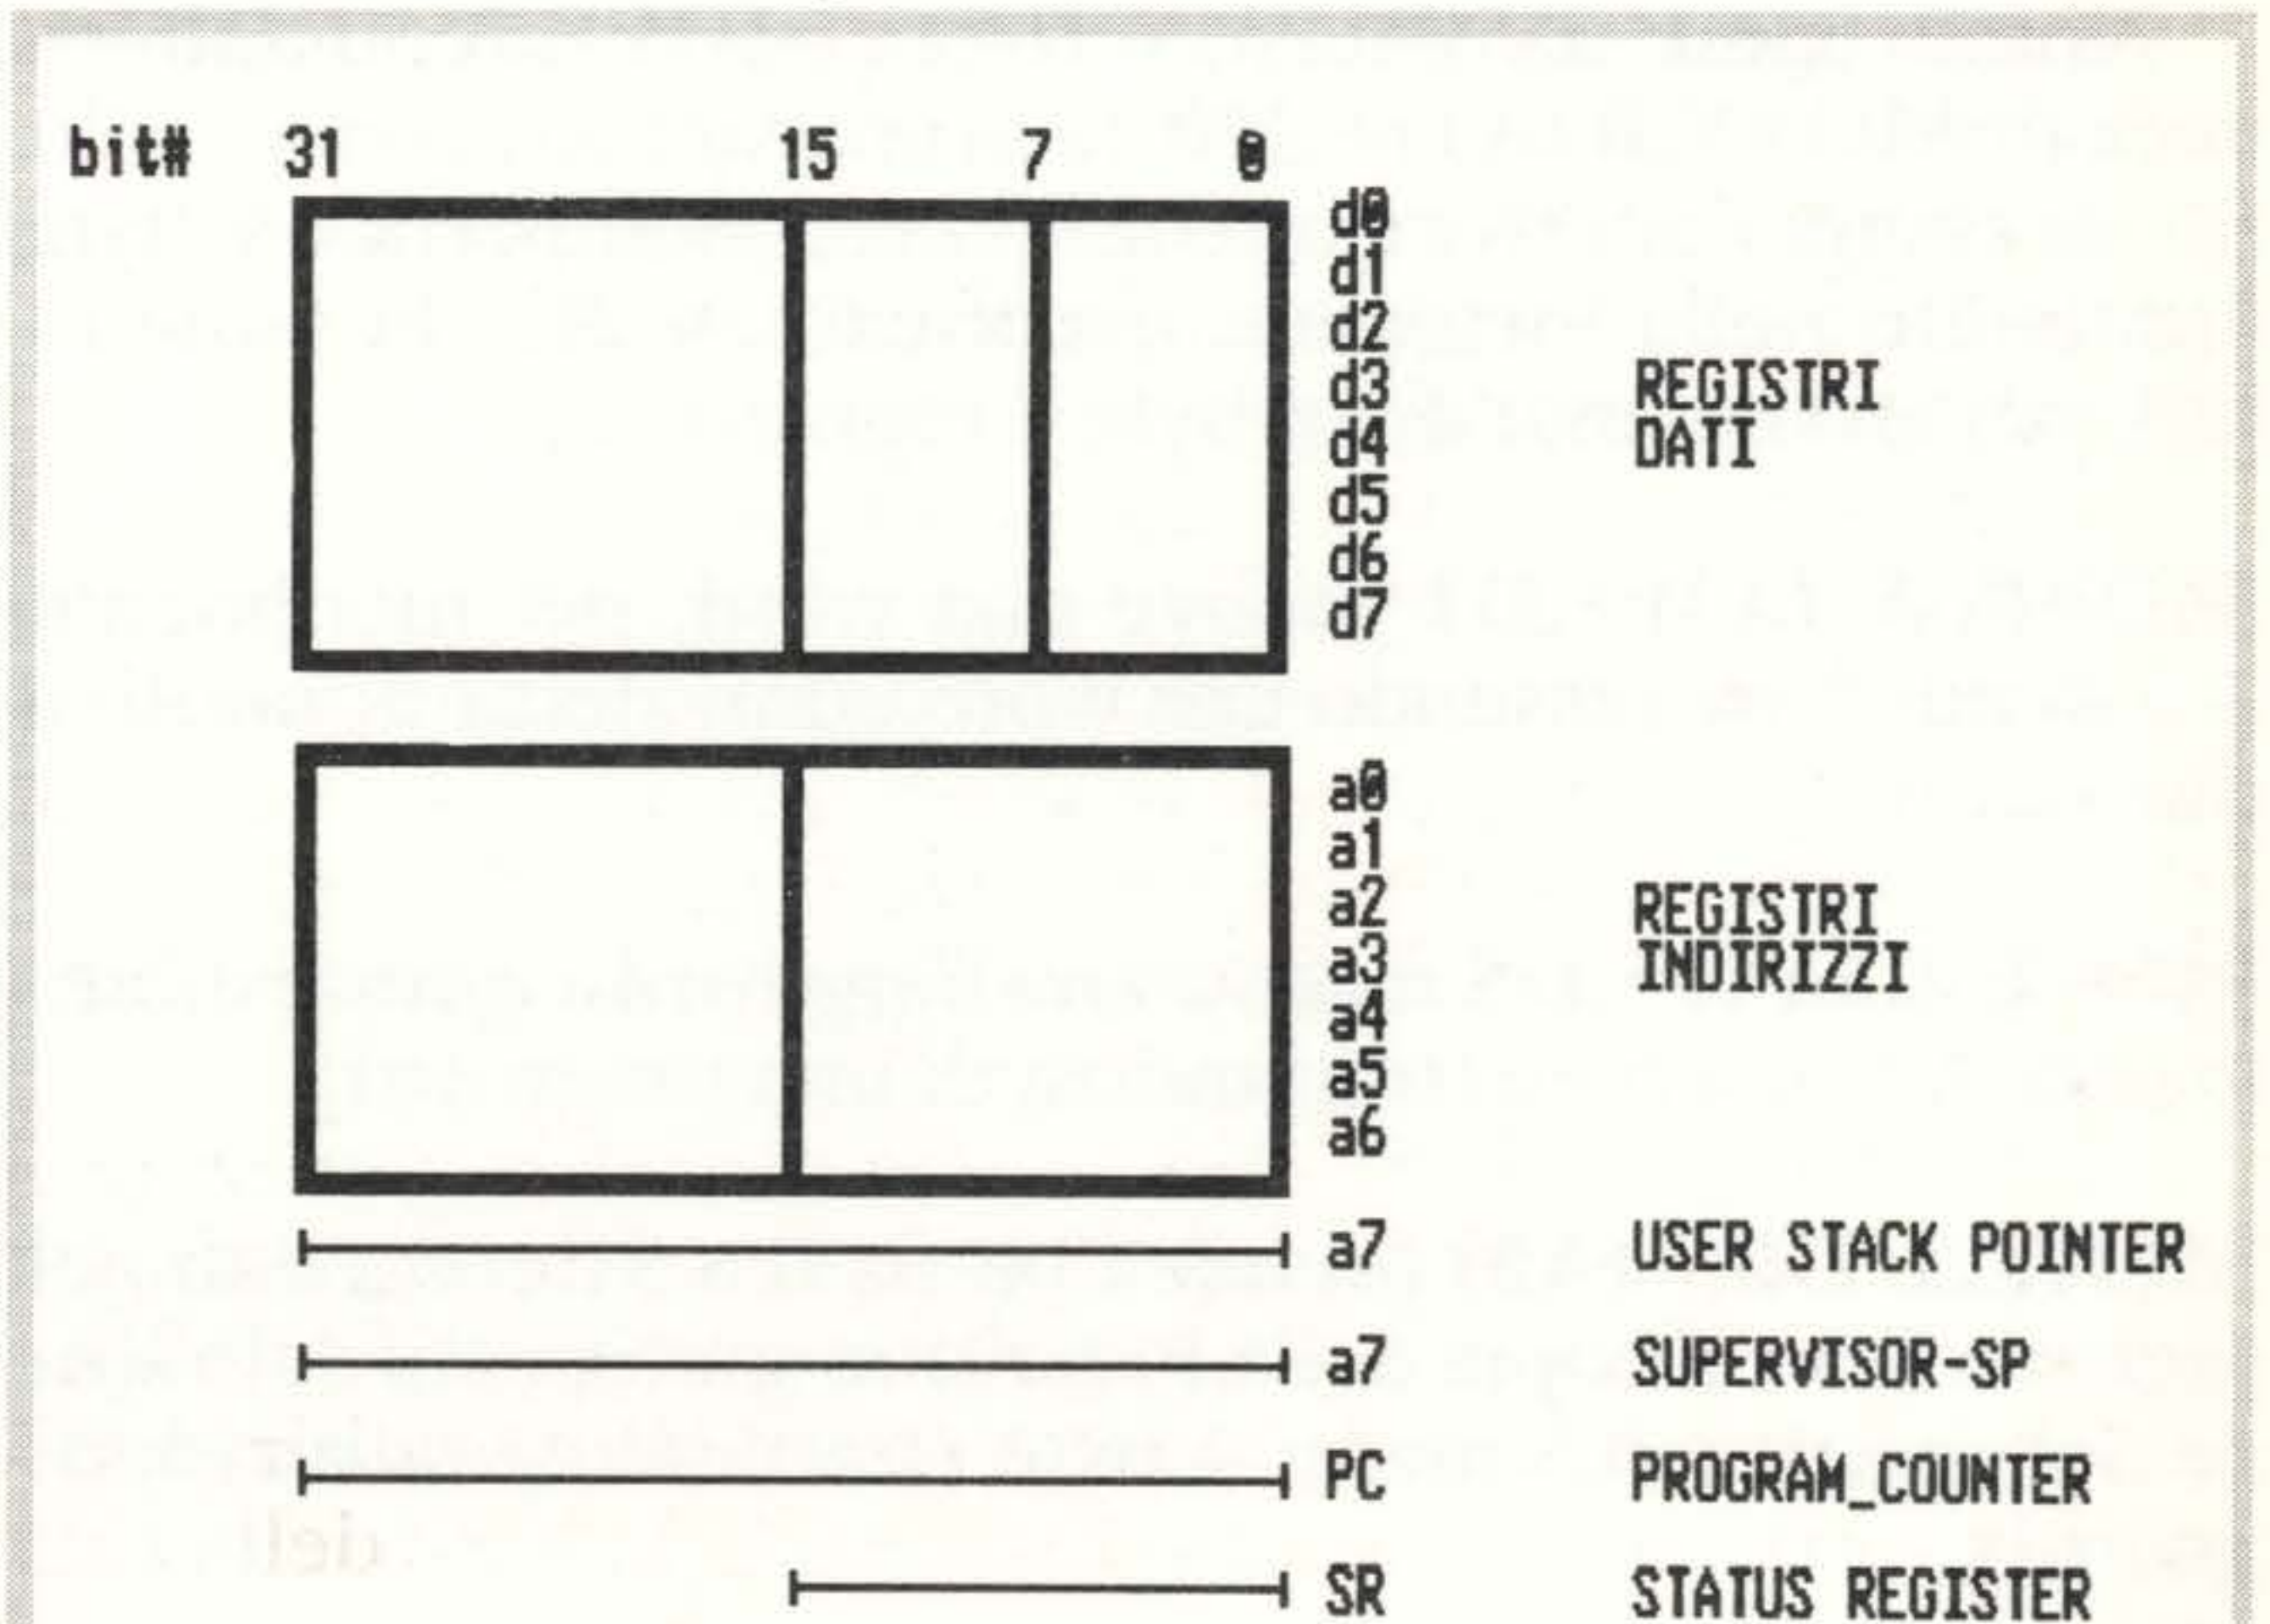 bit# 31 15 7 0
d0
d1
d2
d3
d4
d5
d6
d7
REGISTRI
DATI
a0
a1
a2
a3
a4
a5
a6
REGISTRI
INDIRIZZI
a7 USER STACK POINTER
a7 SUPERVISOR-SP
PC PROGRAM_COUNTER
SR STATUS REGISTER